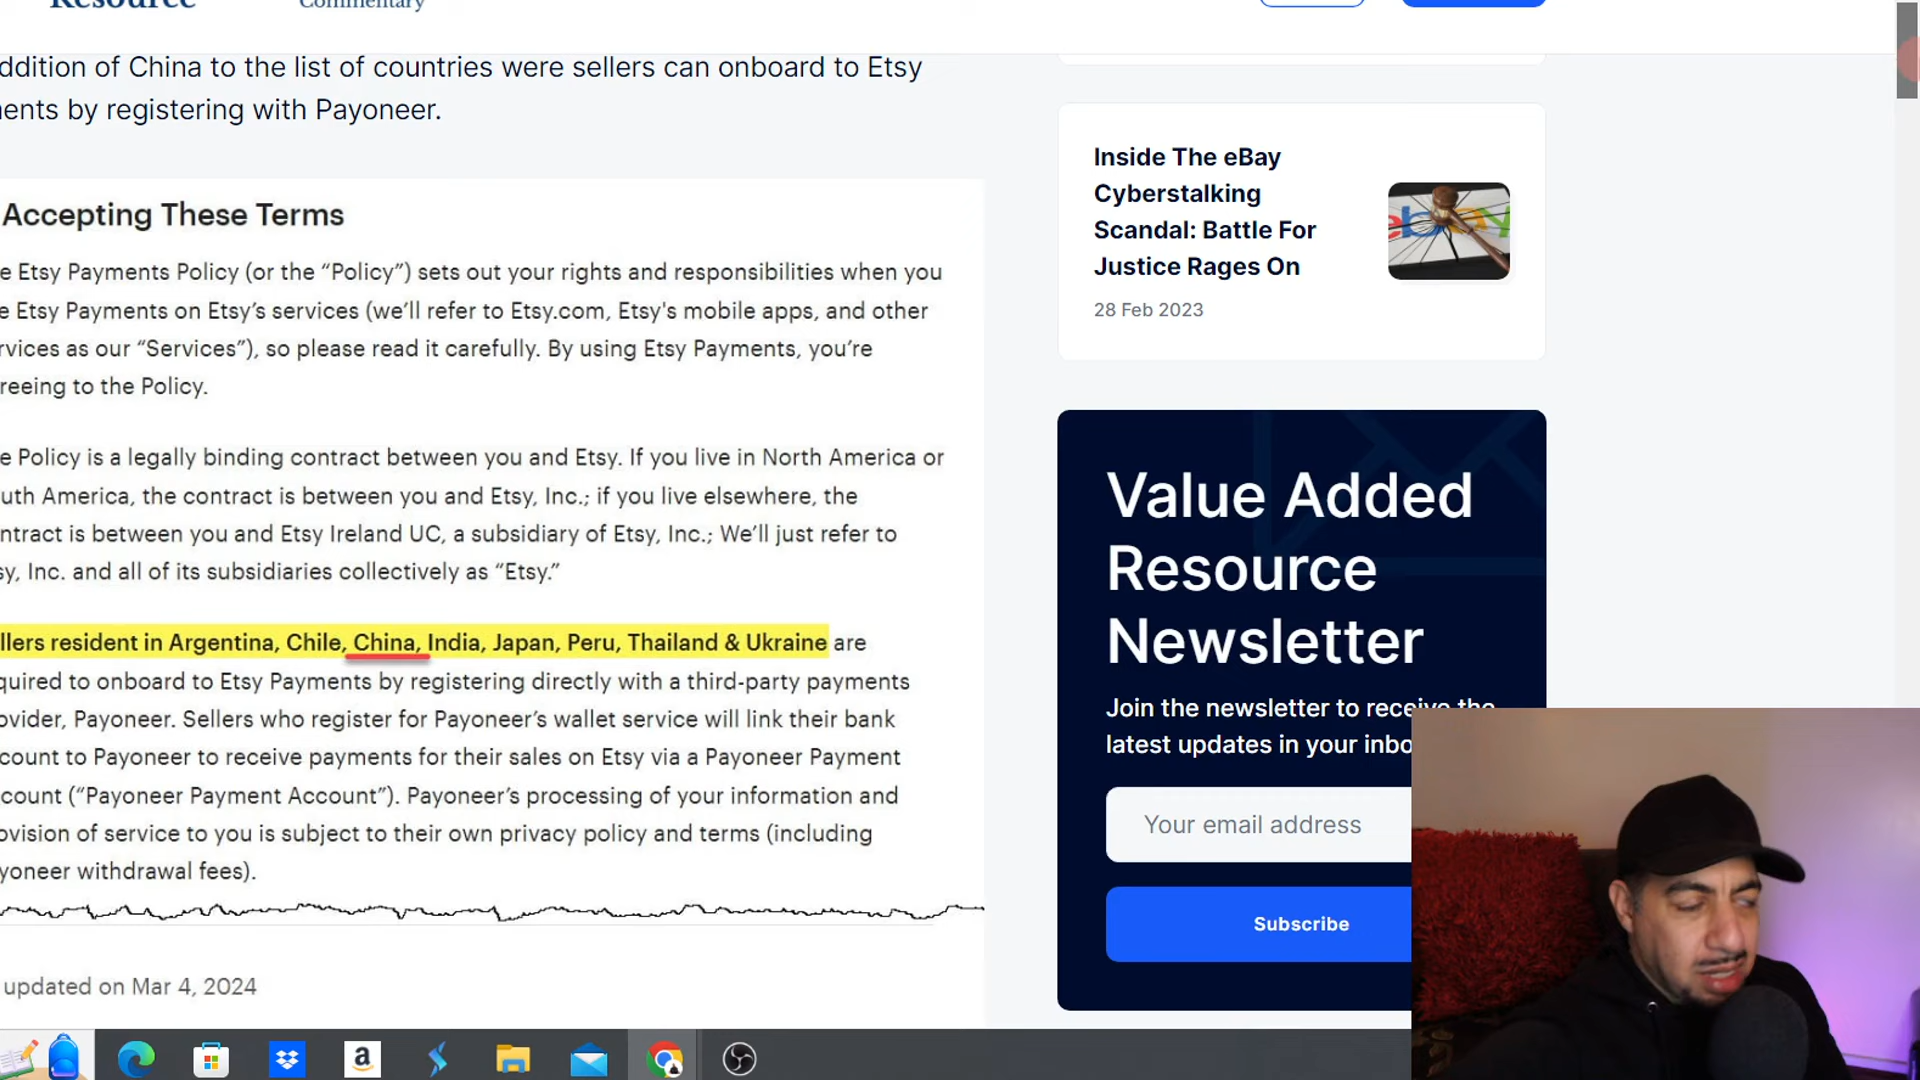 Resource
Commentary
ddition of China to the list of countries were sellers can onboard to Etsy
ents by registering with Payoneer.
Accepting These Terms
e Etsy Payments Policy (or the “Policy”) sets out your rights and responsibilities when you
e Etsy Payments on Etsy’s services (we’ll refer to Etsy.com, Etsy's mobile apps, and other
rvices as our “Services”), so please read it carefully. By using Etsy Payments, you’re
reeing to the Policy.
e Policy is a legally binding contract between you and Etsy. If you live in North America or
uth America, the contract is between you and Etsy, Inc.; if you live elsewhere, the
ntract is between you and Etsy Ireland UC, a subsidiary of Etsy, Inc.; We’ll just refer to
sy, Inc. and all of its subsidiaries collectively as “Etsy.”
llers resident in Argentina, Chile, China, India, Japan, Peru, Thailand & Ukraine are
quired to onboard to Etsy Payments by registering directly with a third-party payments
ovider, Payoneer. Sellers who register for Payoneer’s wallet service will link their bank
count to Payoneer to receive payments for their sales on Etsy via a Payoneer Payment
count (“Payoneer Payment Account”). Payoneer’s processing of your information and
ovision of service to you is subject to their own privacy policy and terms (including
yoneer withdrawal fees).
updated on Mar 4, 2024
Inside The eBay
Cyberstalking
Scandal: Battle For
Justice Rages On
28 Feb 2023
ebay
Value Added
Resource
Newsletter
Join the newsletter to receive the
latest updates in your inbo
Your email address
Subscribe
a